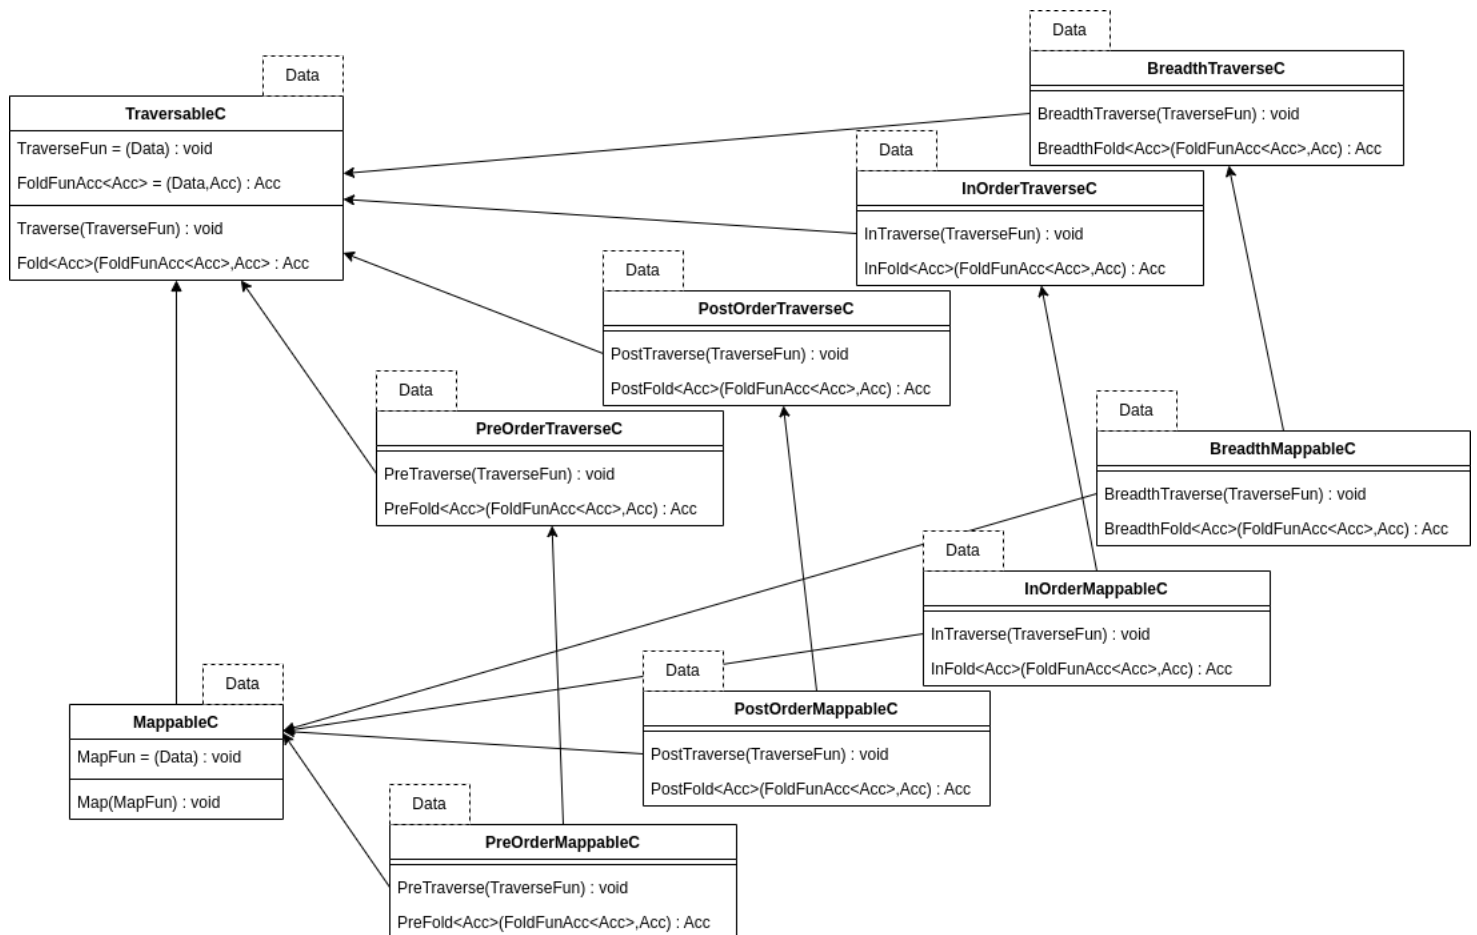 Data
BreadthTraverseC
BreadthTraverse(TraverseFun) : void
BreadthFold<Acc>(FoldFunAcc<Acc>,Acc) : Acc
Data
TraversableC
TraverseFun = (Data) : void
FoldFunAcc<Acc> = (Data,Acc) : Acc
Traverse(TraverseFun) : void
Fold<Acc>(FoldFunAcc<Acc>,Acc> : Acc
Data
InOrderTraverseC
InTraverse(TraverseFun) : void
InFold<Acc>(FoldFunAcc<Acc>,Acc) : Acc
Data
PostOrderTraverseC
PostTraverse(TraverseFun) : void
PostFold<Acc>(FoldFunAcc<Acc>,Acc) : Acc
Data
PreOrderTraverseC
PreTraverse(TraverseFun) : void
PreFold<Acc>(FoldFunAcc<Acc>,Acc) : Acc
Data
BreadthMappableC
BreadthTraverse(TraverseFun) : void
BreadthFold<Acc>(FoldFunAcc<Acc>,Acc) : Acc
Data
InOrderMappableC
InTraverse(TraverseFun) : void
InFold<Acc>(FoldFunAcc<Acc>,Acc) : Acc
Data
PostOrderMappableC
PostTraverse(TraverseFun) : void
PostFold<Acc>(FoldFunAcc<Acc>,Acc) : Acc
Data
MappableC
MapFun = (Data) : void
Map(MapFun) : void
Data
PreOrderMappableC
PreTraverse(TraverseFun) : void
PreFold<Acc>(FoldFunAcc<Acc>,Acc) : Acc